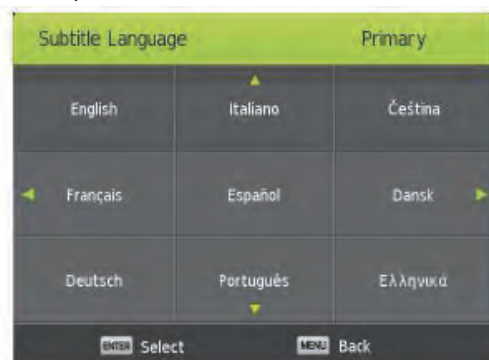 Subtitle Language Primary
English Italiano Čeština
Français Español Dansk
Deutsch Português Ελληνικά
ENTER Select MENU Back